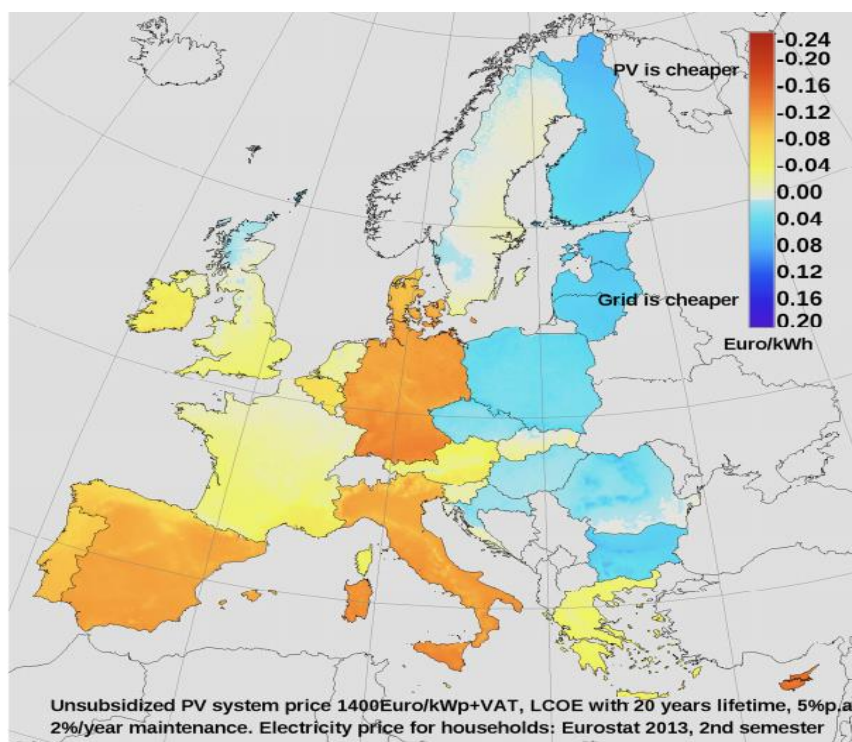 -0.24
-0.20
PV is cheaper
-0.16
-0.12
-0.08
-0.04
0.00
0.04
0.08
0.12
Grid is cheaper
0.16
0.20
Euro/kWh
Unsubsidized PV system price 1400Euro/kWp+VAT, LCOE with 20 years lifetime, 5%p.a
2%/year maintenance. Electricity price for households: Eurostat 2013, 2nd semester